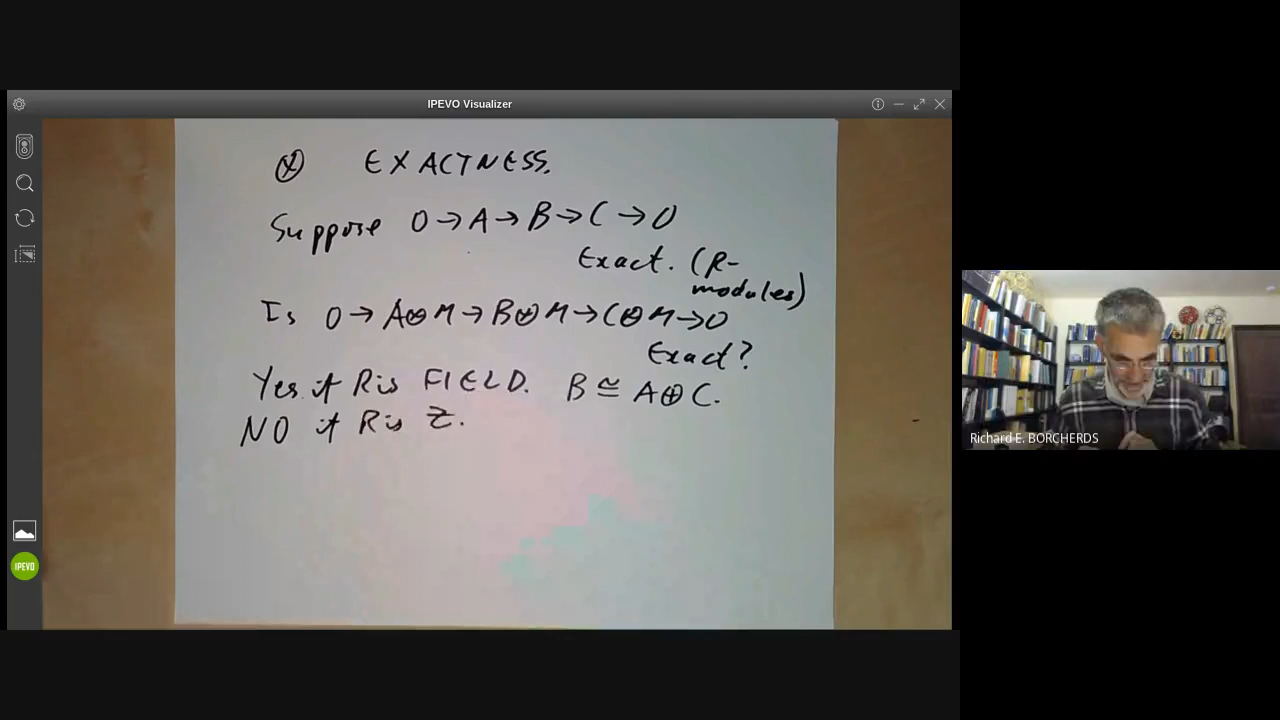 IPEVO Visualizer
⊗ EXACTNESS.
Suppose 0→A→B→C→0
Exact. (R-
modules)
Is 0→A⊗M→B⊗M→C⊗M→0
Exact?
Yes if R is FIELD. B≅A⊕C.
NO if R is Z.
IPEVO
Richard E. BORCHERDS